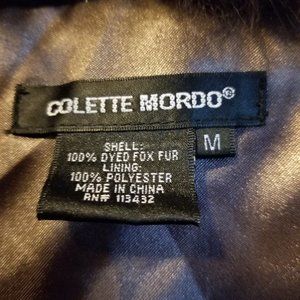 COLETTE MORDO®
SHELL:
100% DYED FOX FUR
LINING:
100% POLYESTER
MADE IN CHINA
RN# 113432
M